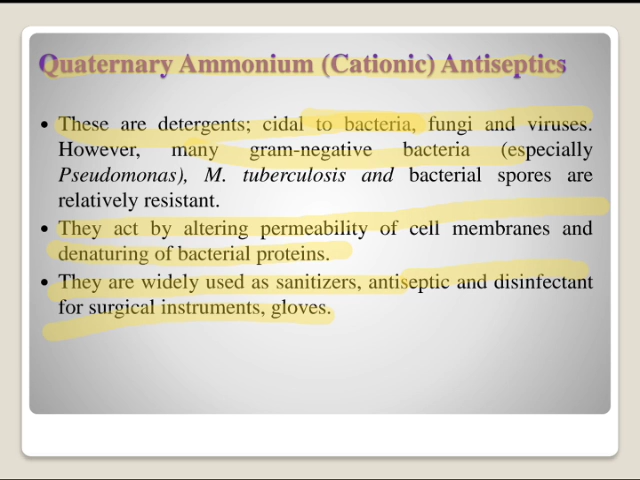 Quaternary Ammonium (Cationic) Antiseptics
• These are detergents; cidal to bacteria, fungi and viruses.
However, many gram-negative bacteria (especially
Pseudomonas), M. tuberculosis and bacterial spores are
relatively resistant.
• They act by altering permeability of cell membranes and
denaturing of bacterial proteins.
• They are widely used as sanitizers, antiseptic and disinfectant
for surgical instruments, gloves.